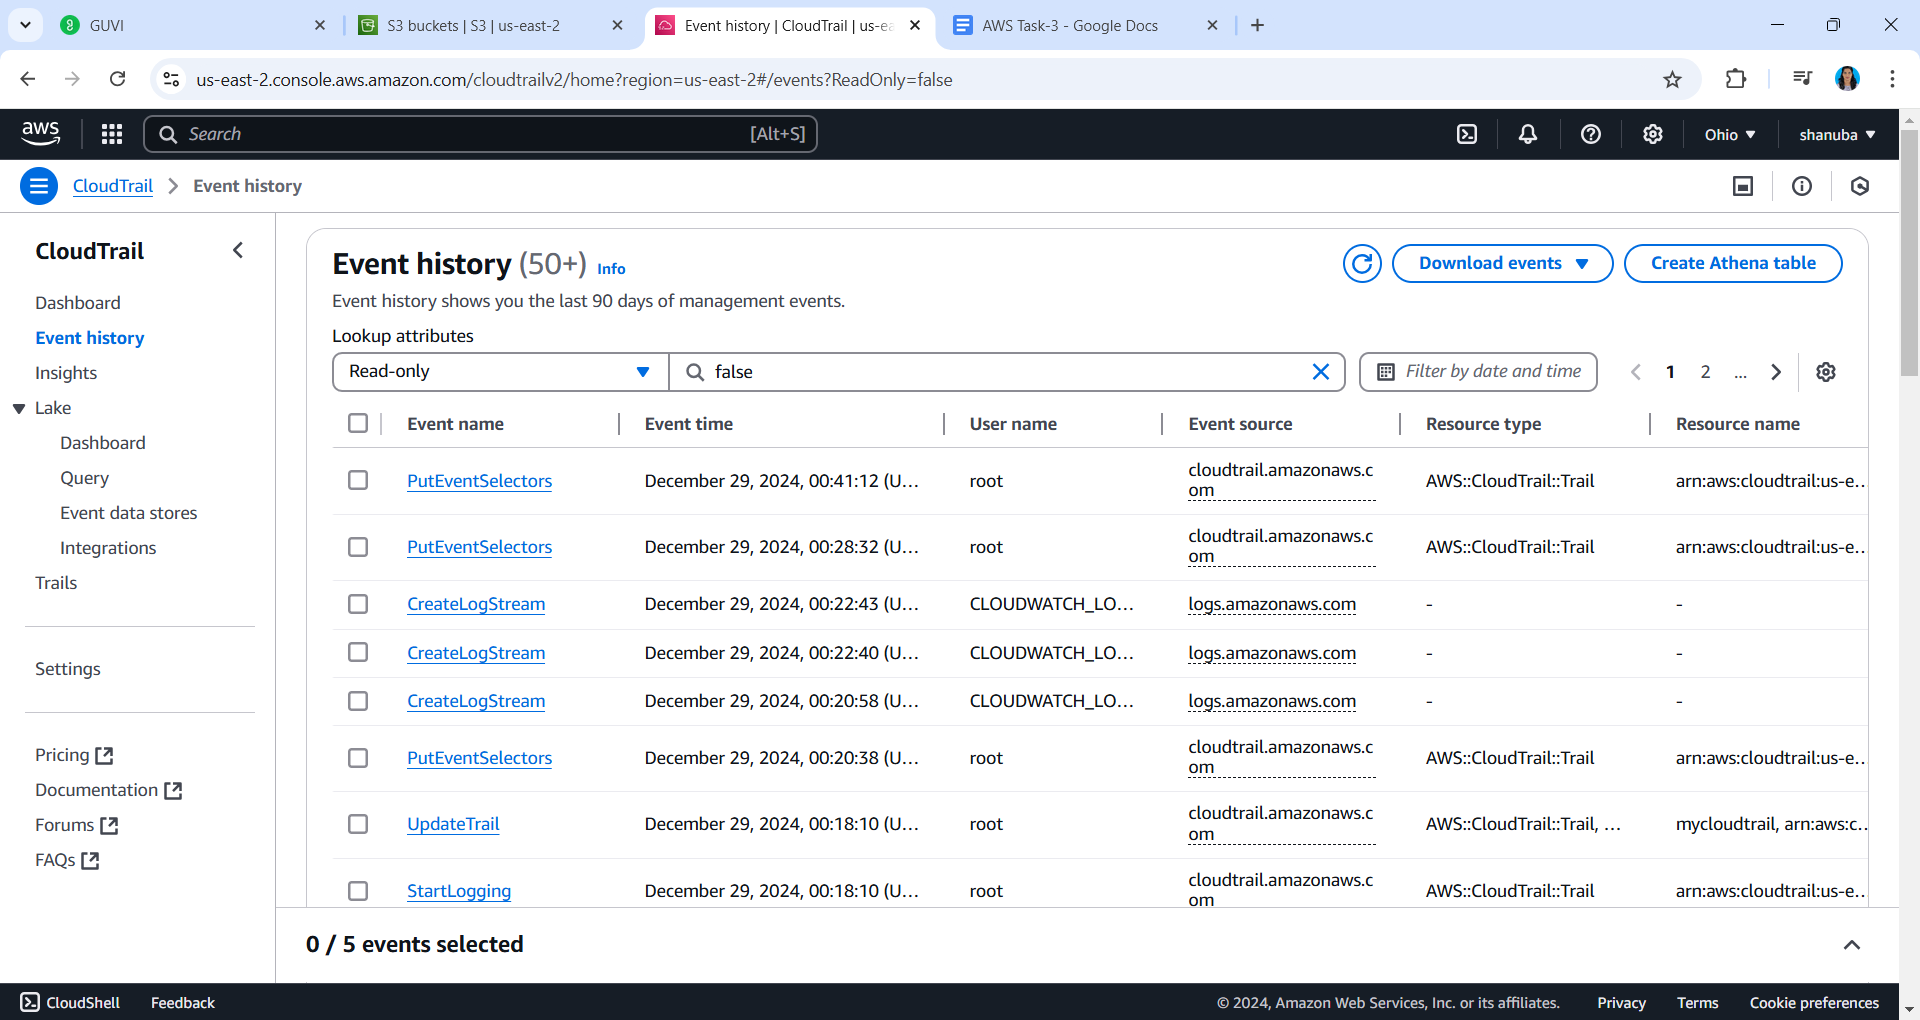 GUVI
S3 buckets | S3 | us-east-2
Event history | CloudTrail | us-ea
AWS Task-3 - Google Docs
us-east-2.console.aws.amazon.com/cloudtrailv2/home?region=us-east-2#/events?ReadOnly=false
aws
Search
[Alt+S]
Ohio
shanuba
CloudTrail
Event history
CloudTrail
Dashboard
Event history
Insights
Lake
Dashboard
Query
Event data stores
Integrations
Trails
Settings
Pricing
Documentation
Forums
FAQs
Event history (50+) Info
Download events
Create Athena table
Event history shows you the last 90 days of management events.
Lookup attributes
Read-only
false
Filter by date and time
1 2 ...
Event name Event time User name Event source Resource type Resource name
PutEventSelectors December 29, 2024, 00:41:12 (U... root cloudtrail.amazonaws.c AWS::CloudTrail::Trail arn:aws:cloudtrail:us-e...
om
PutEventSelectors December 29, 2024, 00:28:32 (U... root cloudtrail.amazonaws.c AWS::CloudTrail::Trail arn:aws:cloudtrail:us-e...
om
CreateLogStream December 29, 2024, 00:22:43 (U... CLOUDWATCH_LO... logs.amazonaws.com - -
CreateLogStream December 29, 2024, 00:22:40 (U... CLOUDWATCH_LO... logs.amazonaws.com - -
CreateLogStream December 29, 2024, 00:20:58 (U... CLOUDWATCH_LO... logs.amazonaws.com - -
PutEventSelectors December 29, 2024, 00:20:38 (U... root cloudtrail.amazonaws.c AWS::CloudTrail::Trail arn:aws:cloudtrail:us-e...
om
UpdateTrail December 29, 2024, 00:18:10 (U... root cloudtrail.amazonaws.c AWS::CloudTrail::Trail, ... mycloudtrail, arn:aws:c...
om
StartLogging December 29, 2024, 00:18:10 (U... root cloudtrail.amazonaws.c AWS::CloudTrail::Trail arn:aws:cloudtrail:us-e...
om
0 / 5 events selected
CloudShell Feedback
© 2024, Amazon Web Services, Inc. or its affiliates. Privacy Terms Cookie preferences